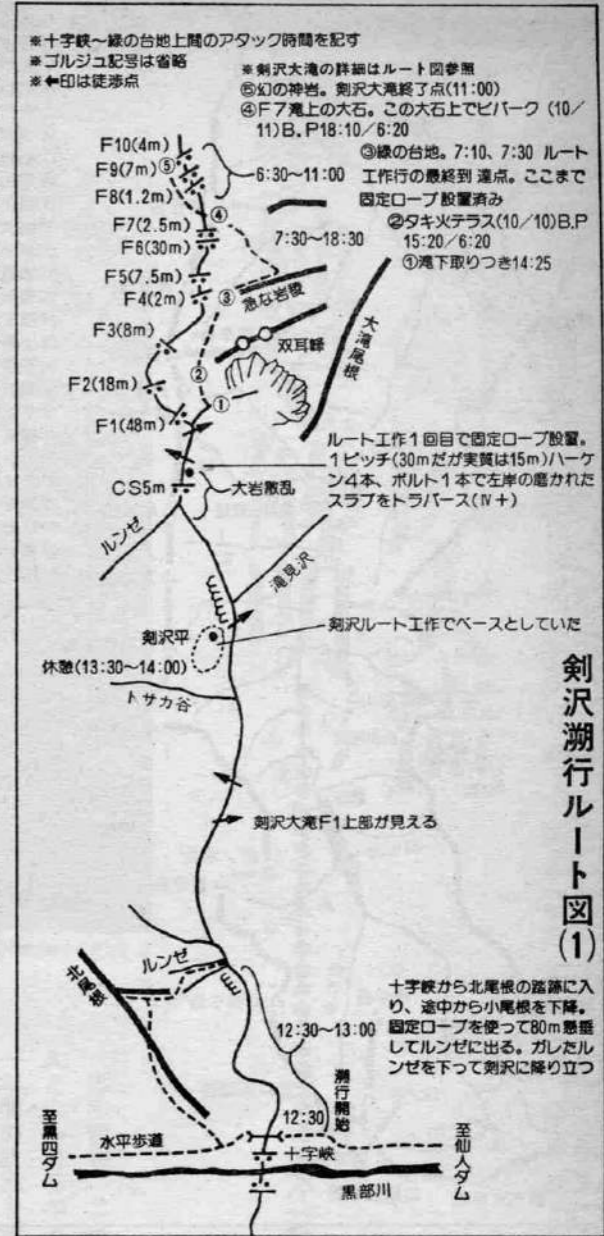 ※十字峡〜緑の台地上間のアタック時間を記す
※ゴルジュ記号は省略
※←印は徒渉点
※剣沢大滝の詳細はルート図参照
⑤幻の神岩。剣沢大滝終了点(11:00)
④F7滝上の大石。この大石上でビバーク(10/
11)B.P18:10/6:20
③緑の台地。7:10、7:30 ルート
工作行の最終到達点。ここまで
固定ロープ設置済み
②タキ火テラス(10/10)B.P
15:20/6:20
①滝下取りつき14:25
F10(4m)
⑤
F9(7m)
6:30〜11:00
F8(1.2m)
④
F7(2.5m)
F6(30m)
7:30〜18:30
F5(7.5m)
F4(2m)
③
急な岩稜
F3(8m)
双耳峰
大滝尾根
②
F2(18m)
①
F1(48m)
ルート工作1回目で固定ロープ設置。
1ピッチ(30mだが実質は15m)ハーケ
ン4本、ボルト1本で左岸の磨かれた
スラブをトラバース(Ⅳ+)
CS5m
大岩散乱
ルンゼ
滝見沢
剣沢平
剣沢ルート工作でベースとしていた
休憩(13:30〜14:00)
トサカ谷
剣沢溯行ルート図(1)
剣沢大滝F1上部が見える
ルンゼ
北尾根
十字峡から北尾根の踏跡に入
り、途中から小尾根を下降。
固定ロープを使って80m懸垂
してルンゼに出る。ガレたル
ンゼを下って剣沢に降り立つ
12:30〜13:00
溯行開始
12:30
至黒四ダム
水平歩道
十字峡
至仙人ダム
黒部川